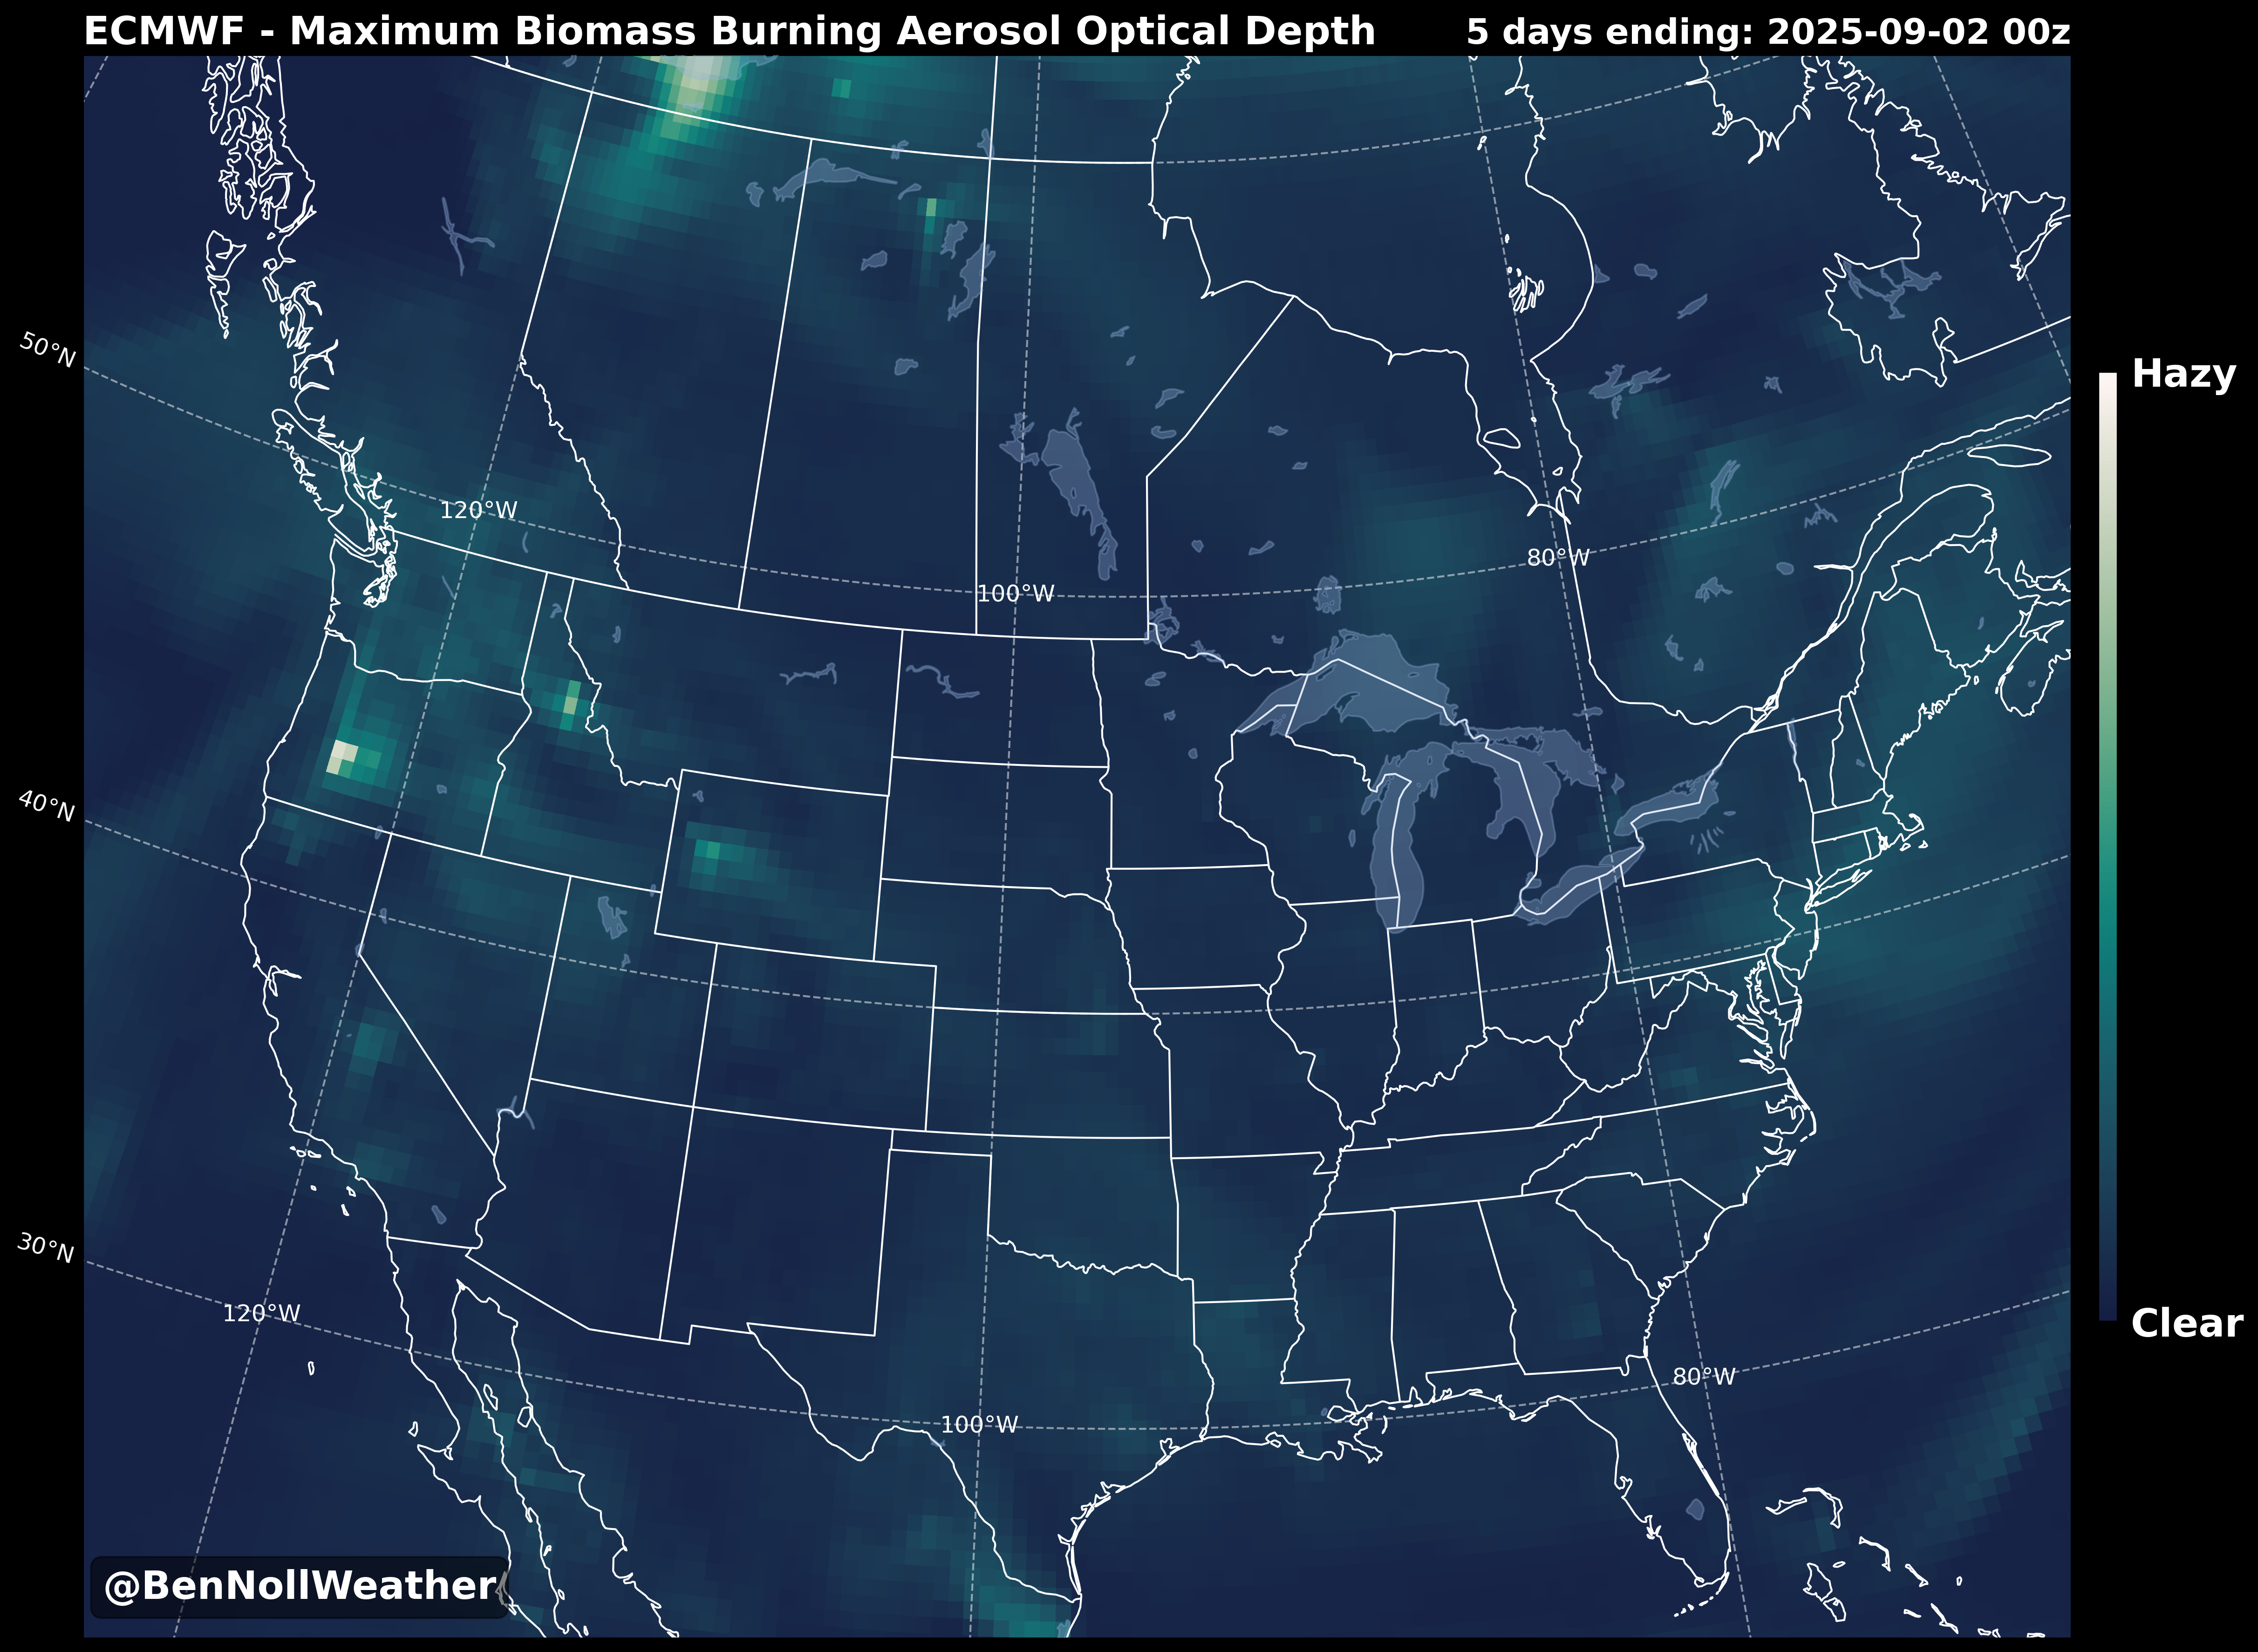 ECMWF - Maximum Biomass Burning Aerosol Optical Depth
5 days ending: 2025-09-02 00z
50°N
Hazy
120°W
80°W
100°W
40°N
30°N
120°W
Clear
80°W
100°W
@BenNollWeather